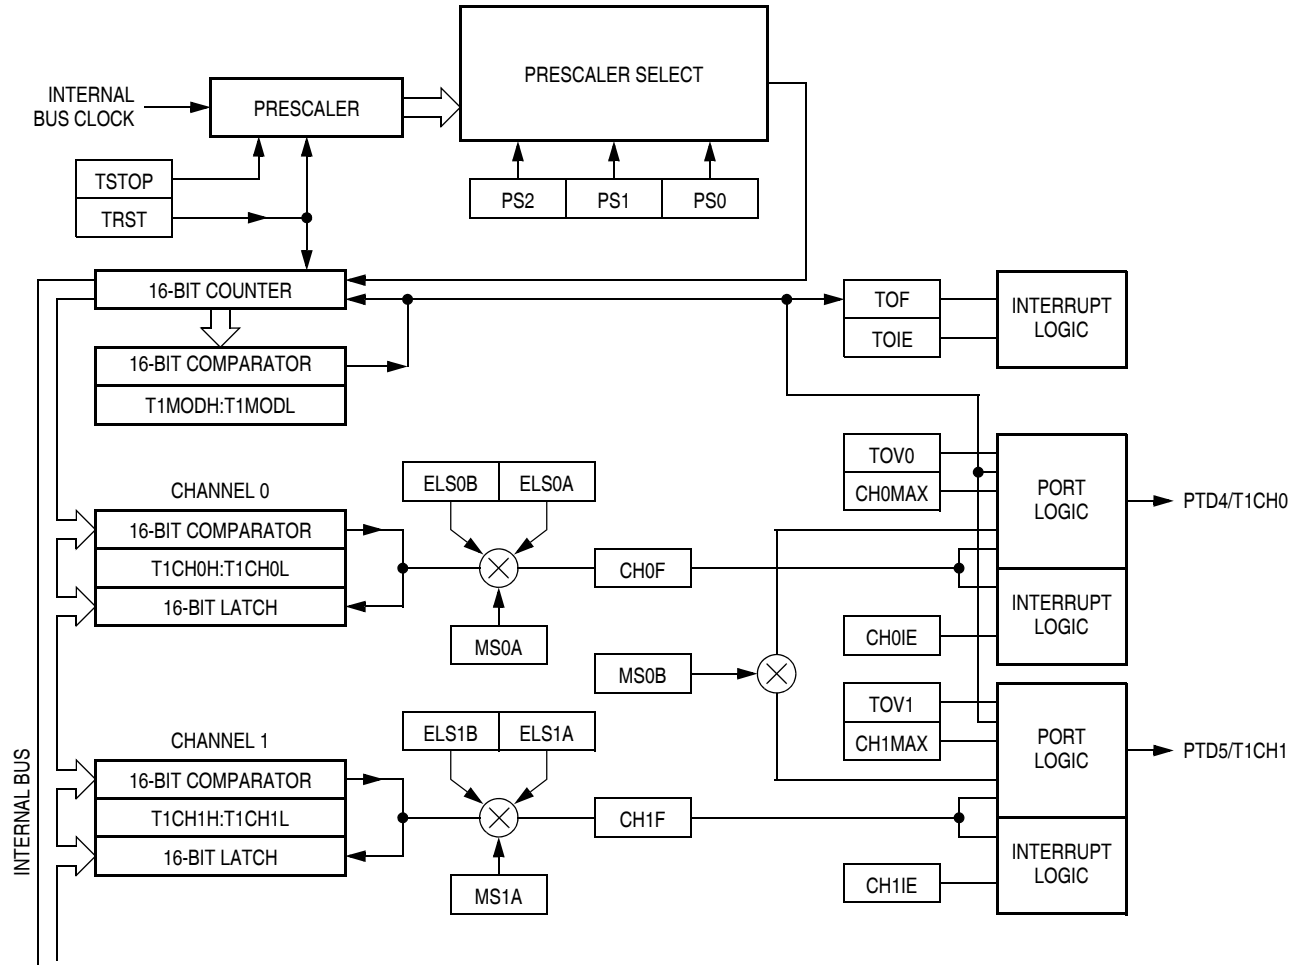 PRESCALER SELECT
INTERNAL
BUS CLOCK
PRESCALER
TSTOP
TRST
PS2
PS1
PS0
16-BIT COUNTER
16-BIT COMPARATOR
T1MODH:T1MODL
TOF
TOIE
INTERRUPT
LOGIC
CHANNEL 0
16-BIT COMPARATOR
T1CH0H:T1CH0L
16-BIT LATCH
ELS0B
ELS0A
MS0A
CH0F
TOV0
CH0MAX
PORT
LOGIC
PTD4/T1CH0
INTERRUPT
LOGIC
CH0IE
MS0B
CHANNEL 1
16-BIT COMPARATOR
T1CH1H:T1CH1L
16-BIT LATCH
ELS1B
ELS1A
MS1A
CH1F
TOV1
CH1MAX
PORT
LOGIC
PTD5/T1CH1
INTERRUPT
LOGIC
CH1IE
INTERNAL BUS